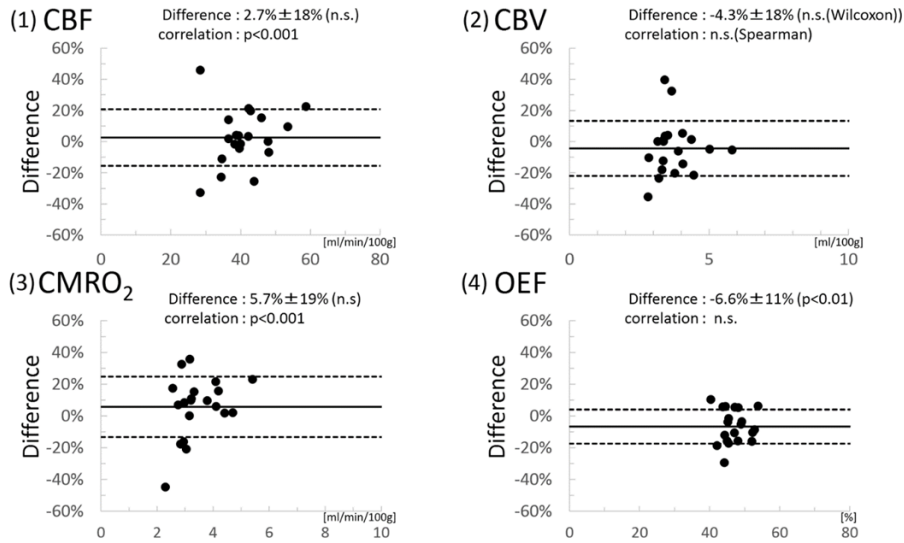 (1) CBF
Difference : 2.7%±18% (n.s.)
correlation : p<0.001
Difference
60%
40%
20%
0%
-20%
-40%
-60%
0 20 40 60 80
[ml/min/100g]
(2) CBV
Difference : -4.3%±18% (n.s.(Wilcoxon))
correlation : n.s.(Spearman)
Difference
60%
40%
20%
0%
-20%
-40%
-60%
0 5 10
[ml/100g]
(3) CMRO₂
Difference : 5.7%±19% (n.s)
correlation : p<0.001
Difference
60%
40%
20%
0%
-20%
-40%
-60%
0 2 4 6 8 10
[ml/min/100g]
(4) OEF
Difference : -6.6%±11% (p<0.01)
correlation : n.s.
Difference
60%
40%
20%
0%
-20%
-40%
-60%
0 20 40 60 80
[%]